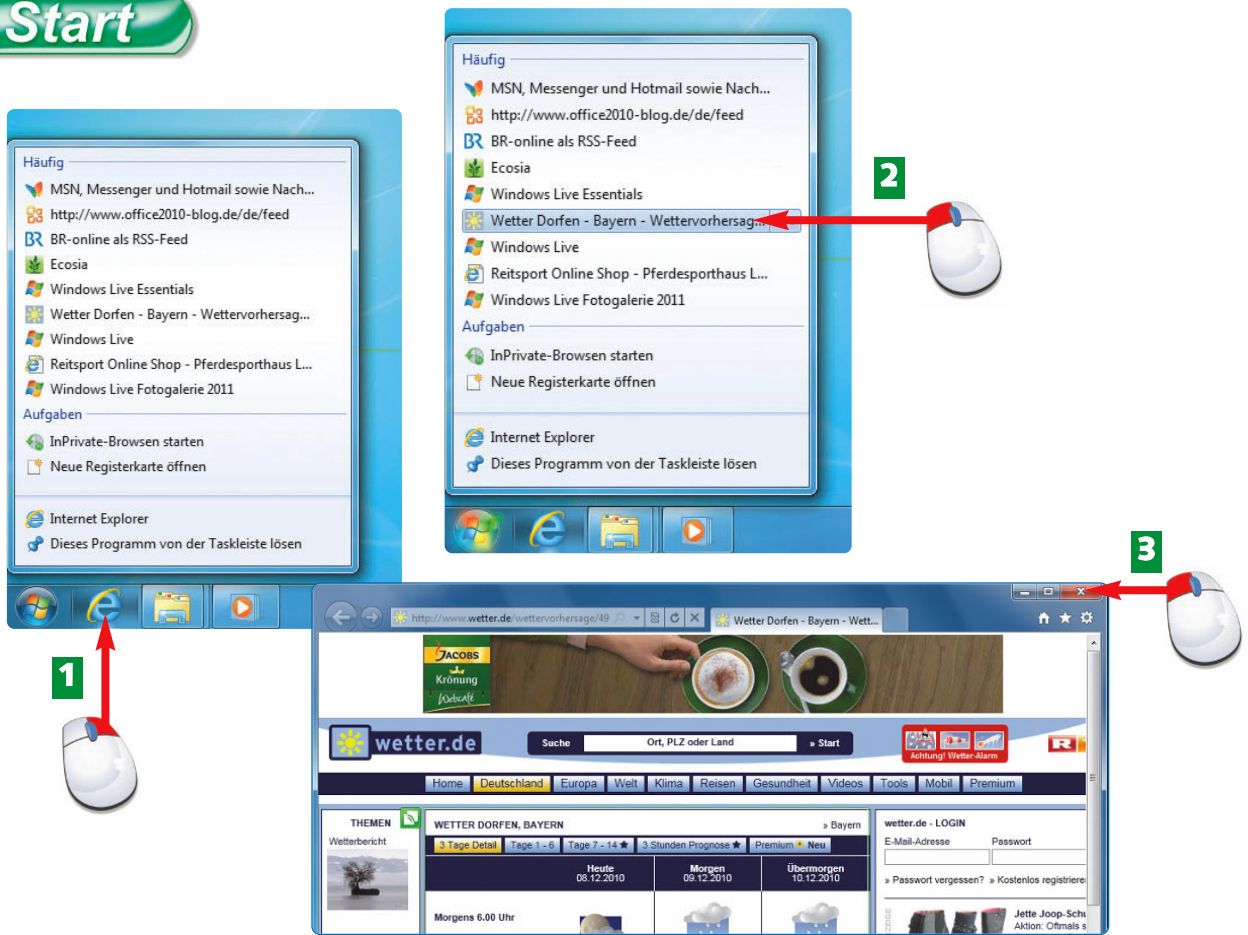 Start
Häufig
MSN, Messenger und Hotmail sowie Nach...
http://www.office2010-blog.de/de/feed
BR-online als RSS-Feed
Ecosia
Windows Live Essentials
Wetter Dorfen - Bayern - Wettervorhersag...
Windows Live
Reitsport Online Shop - Pferdesporthaus L...
Windows Live Fotogalerie 2011
Aufgaben
InPrivate-Browsen starten
Neue Registerkarte öffnen
Internet Explorer
Dieses Programm von der Taskleiste lösen
1
Häufig
MSN, Messenger und Hotmail sowie Nach...
http://www.office2010-blog.de/de/feed
BR BR-online als RSS-Feed
Ecosia
Windows Live Essentials
Wetter Dorfen - Bayern - Wettervorhersag...
Windows Live
Reitsport Online Shop - Pferdesporthaus L...
Windows Live Fotogalerie 2011
Aufgaben
InPrivate-Browsen starten
Neue Registerkarte öffnen
Internet Explorer
Dieses Programm von der Taskleiste lösen
2
3
http://www.wetter.de/wettervorhersage/49
Wetter Dorfen - Bayern - Wett...
JACOBS
Krönung
Webcafé
wetter.de
Suche Ort, PLZ oder Land » Start
Achtung! Wetter-Alarm
R
Home Deutschland Europa Welt Klima Reisen Gesundheit Videos Tools Mobil Premium
THEMEN
Wetterbericht
WETTER DORFEN, BAYERN » Bayern
3 Tage Detail Tage 1 - 6 Tage 7 - 14 3 Stunden Prognose Premium Neu
Heute Morgen Übermorgen
08.12.2010 09.12.2010 10.12.2010
Morgens 6.00 Uhr
wetter.de - LOGIN
E-Mail-Adresse Passwort
» Passwort vergessen? » Kostenlos registriere
Jette Joop-Schu
Aktion: Oftmals s